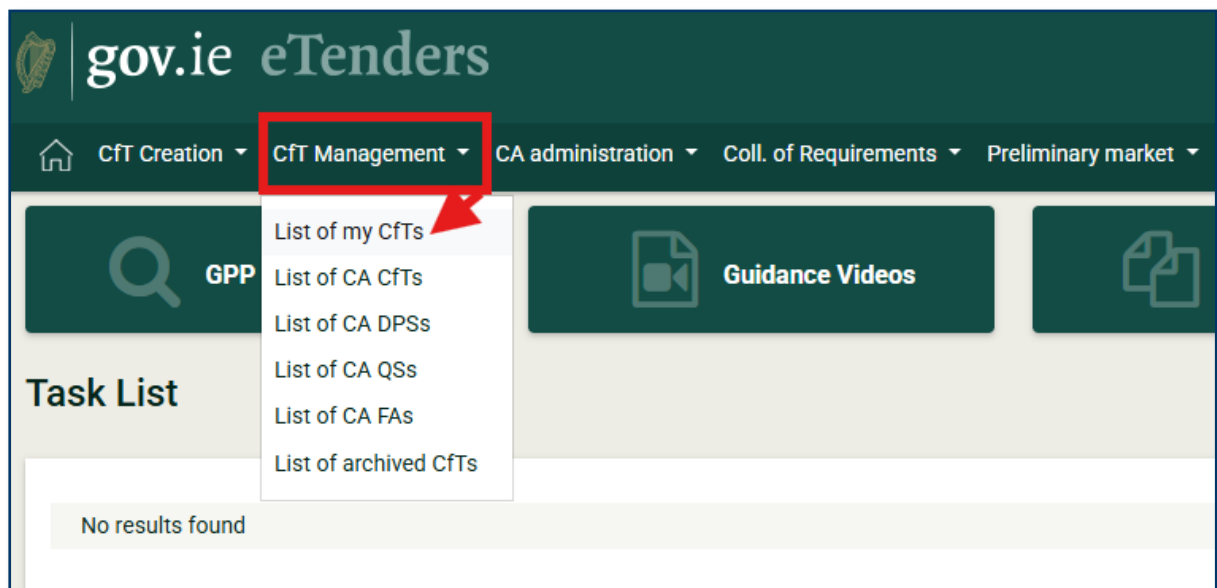 gov.ie eTenders
CfT Creation CfT Management CA administration Coll. of Requirements Preliminary market
List of my CfTs
List of CA CfTs
List of CA DPSs
List of CA QSs
List of CA FAs
List of archived CfTs
GPP
Guidance Videos
Task List
No results found